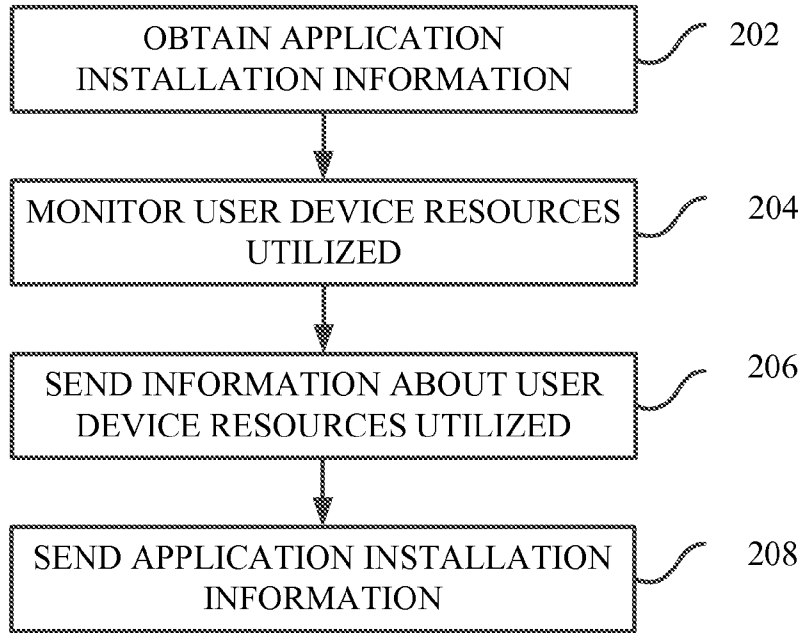 OBTAIN APPLICATION
INSTALLATION INFORMATION
202
MONITOR USER DEVICE RESOURCES
UTILIZED
204
SEND INFORMATION ABOUT USER
DEVICE RESOURCES UTILIZED
206
SEND APPLICATION INSTALLATION
INFORMATION
208